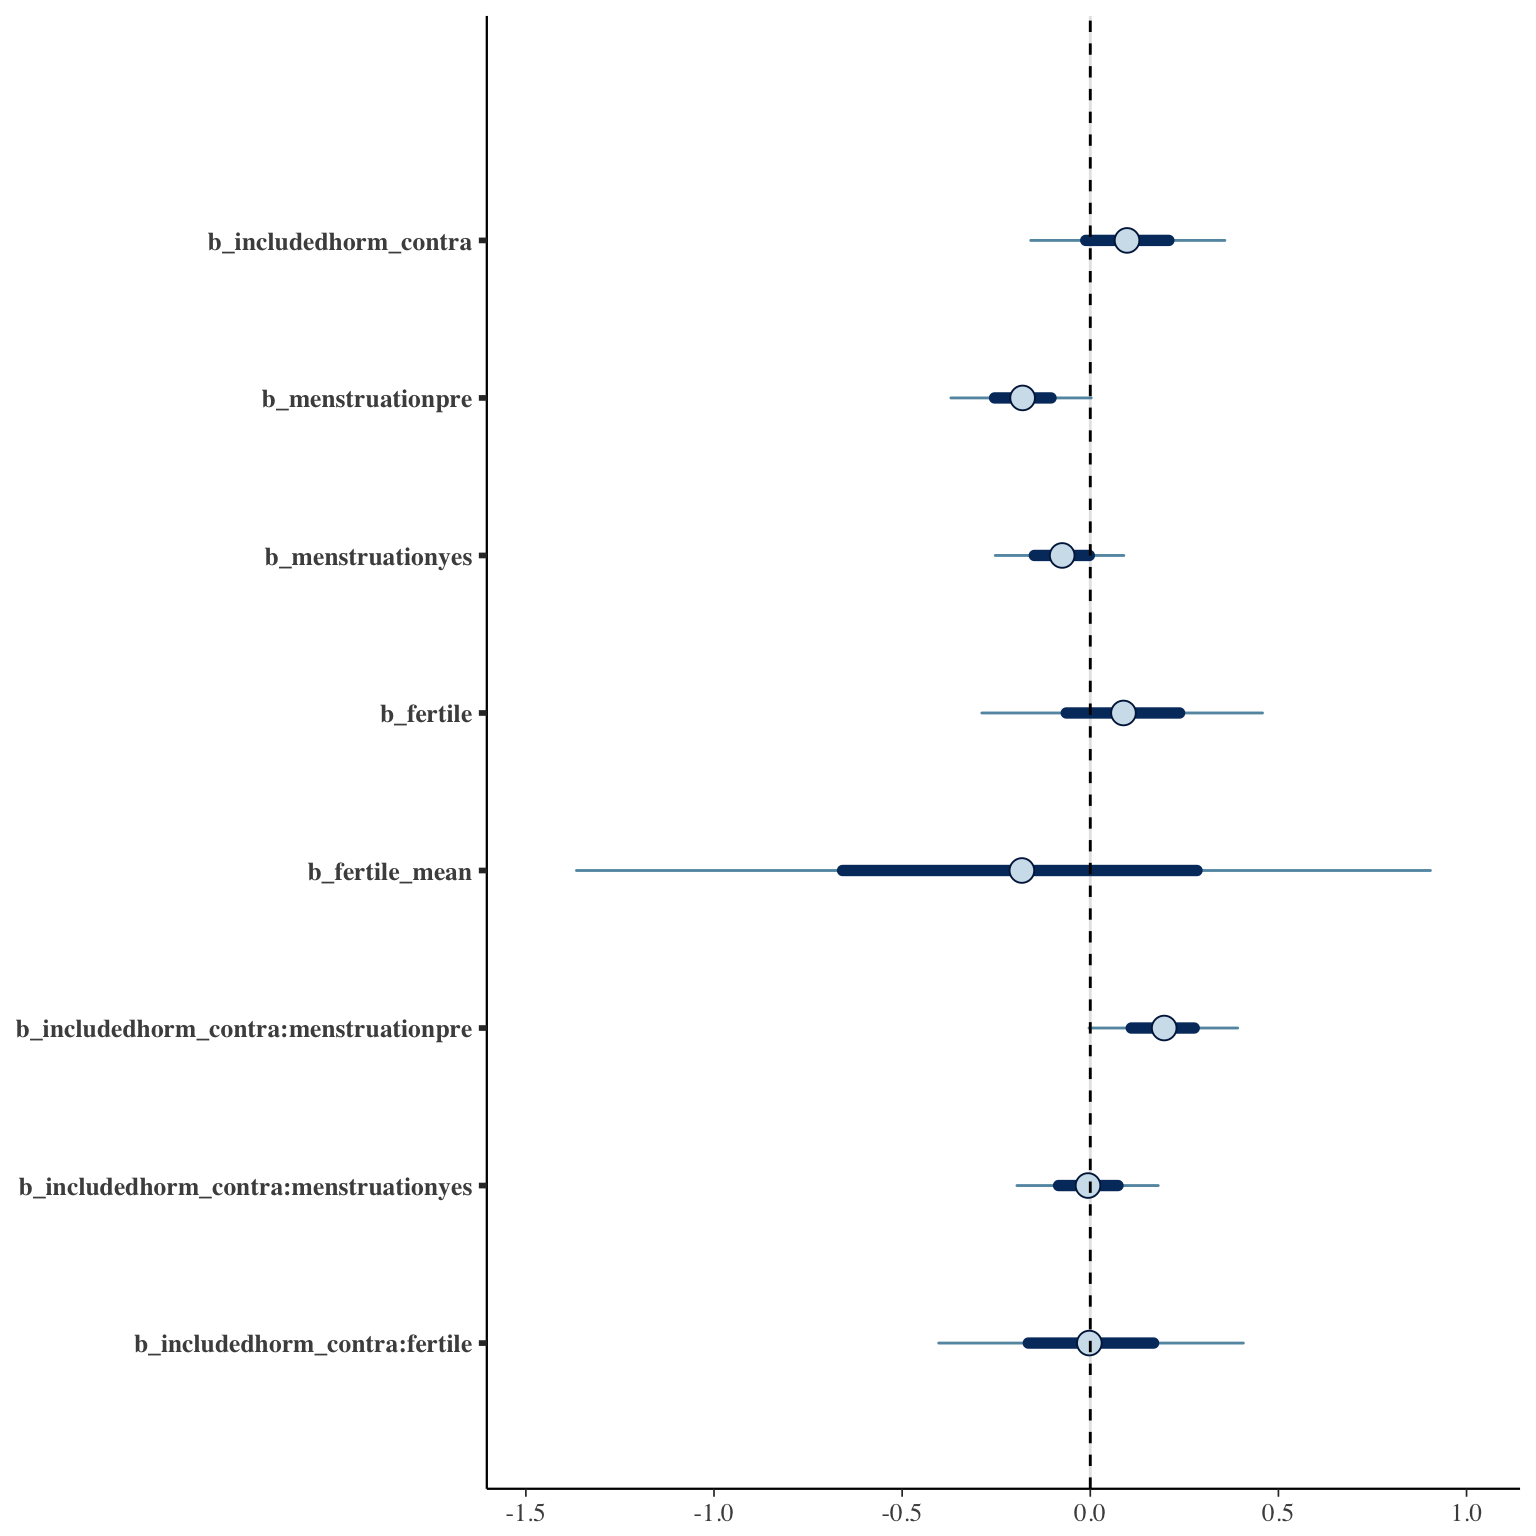 b_includedhorm_contra
b_menstruationpre
b_menstruationyes
b_fertile
b_fertile_mean
b_includedhorm_contra:menstruationpre
b_includedhorm_contra:menstruationyes
b_includedhorm_contra:fertile
-1.5 -1.0 -0.5 0.0 0.5 1.0